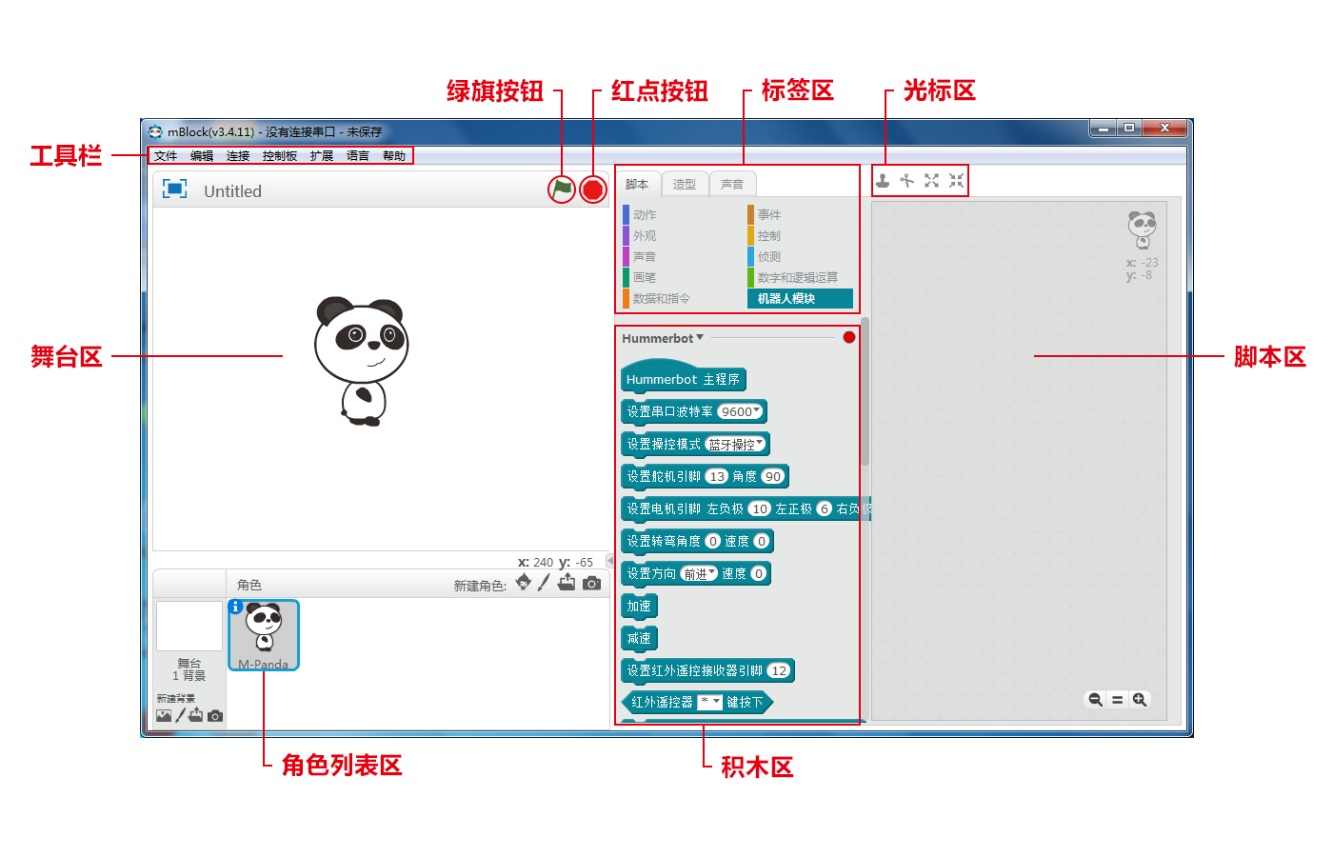 绿旗按钮 红点按钮 标签区 光标区
mBlock(v3.4.11) - 没有连接串口 - 未保存
工具栏
文件 编辑 连接 控制板 扩展 语言 帮助
Untitled
脚本 造型 声音
动作 事件
外观 控制
声音 侦测
画笔 数字和逻辑运算
数据和指令 机器人模块
x: -23
y: -8
Hummerbot
舞台区
脚本区
Hummerbot 主程序
设置串口波特率 9600
设置操控模式 蓝牙操控
设置舵机引脚 13 角度 90
设置电机引脚 左负极 10 左正极 6 右负极
设置转弯角度 0 速度 0
设置方向 前进 速度 0
加速
减速
设置红外遥控接收器引脚 12
红外遥控器 * 键按下
x: 240 y: -65
角色 新建角色:
舞台
1 背景
M-Panda
新建背景
角色列表区
积木区